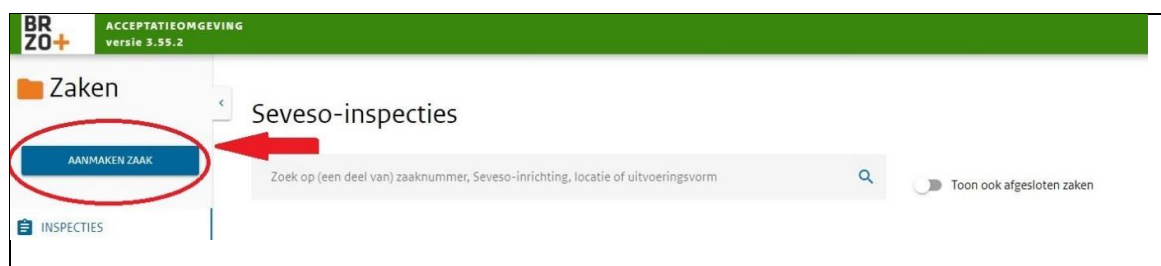 BR
ZO+
ACCEPTATIEOMGEVING
versie 3.55.2
Zaken
AANMAKEN ZAAK
INSPECTIES
Seveso-inspecties
Zoek op (een deel van) zaaknummer, Seveso-inrichting, locatie of uitvoeringsvorm
Toon ook afgesloten zaken